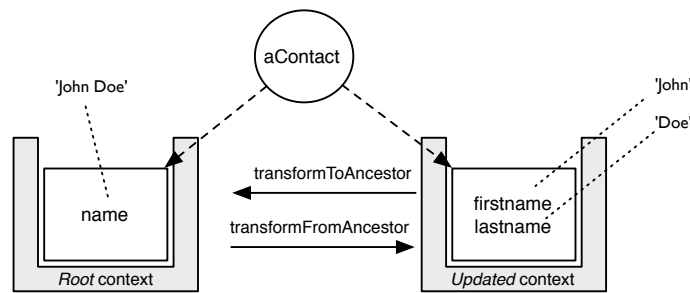 aContact
'John Doe'
'John'
'Doe'
transformToAncestor
name
firstname
lastname
transformFromAncestor
Root context
Updated context